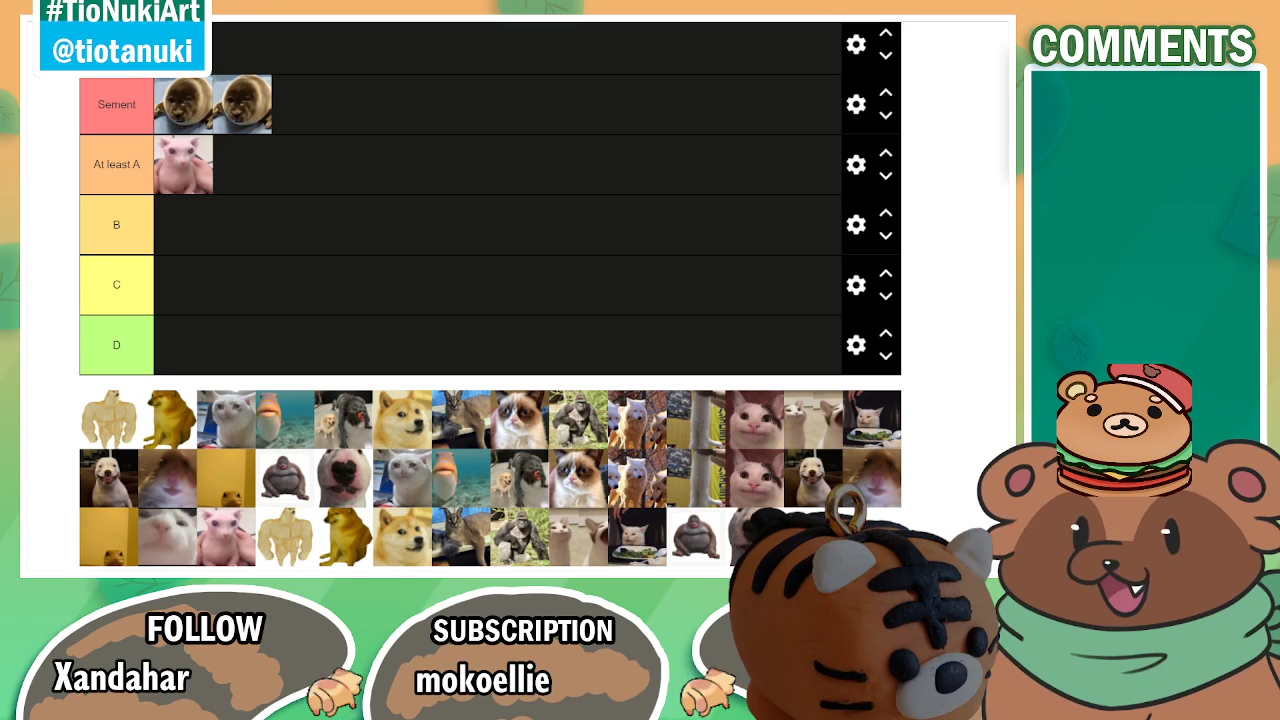 #TioNukiArt
@tiotanuki
COMMENTS
Sement
At least A
B
C
D
FOLLOW
Xandahar
SUBSCRIPTION
mokoellie